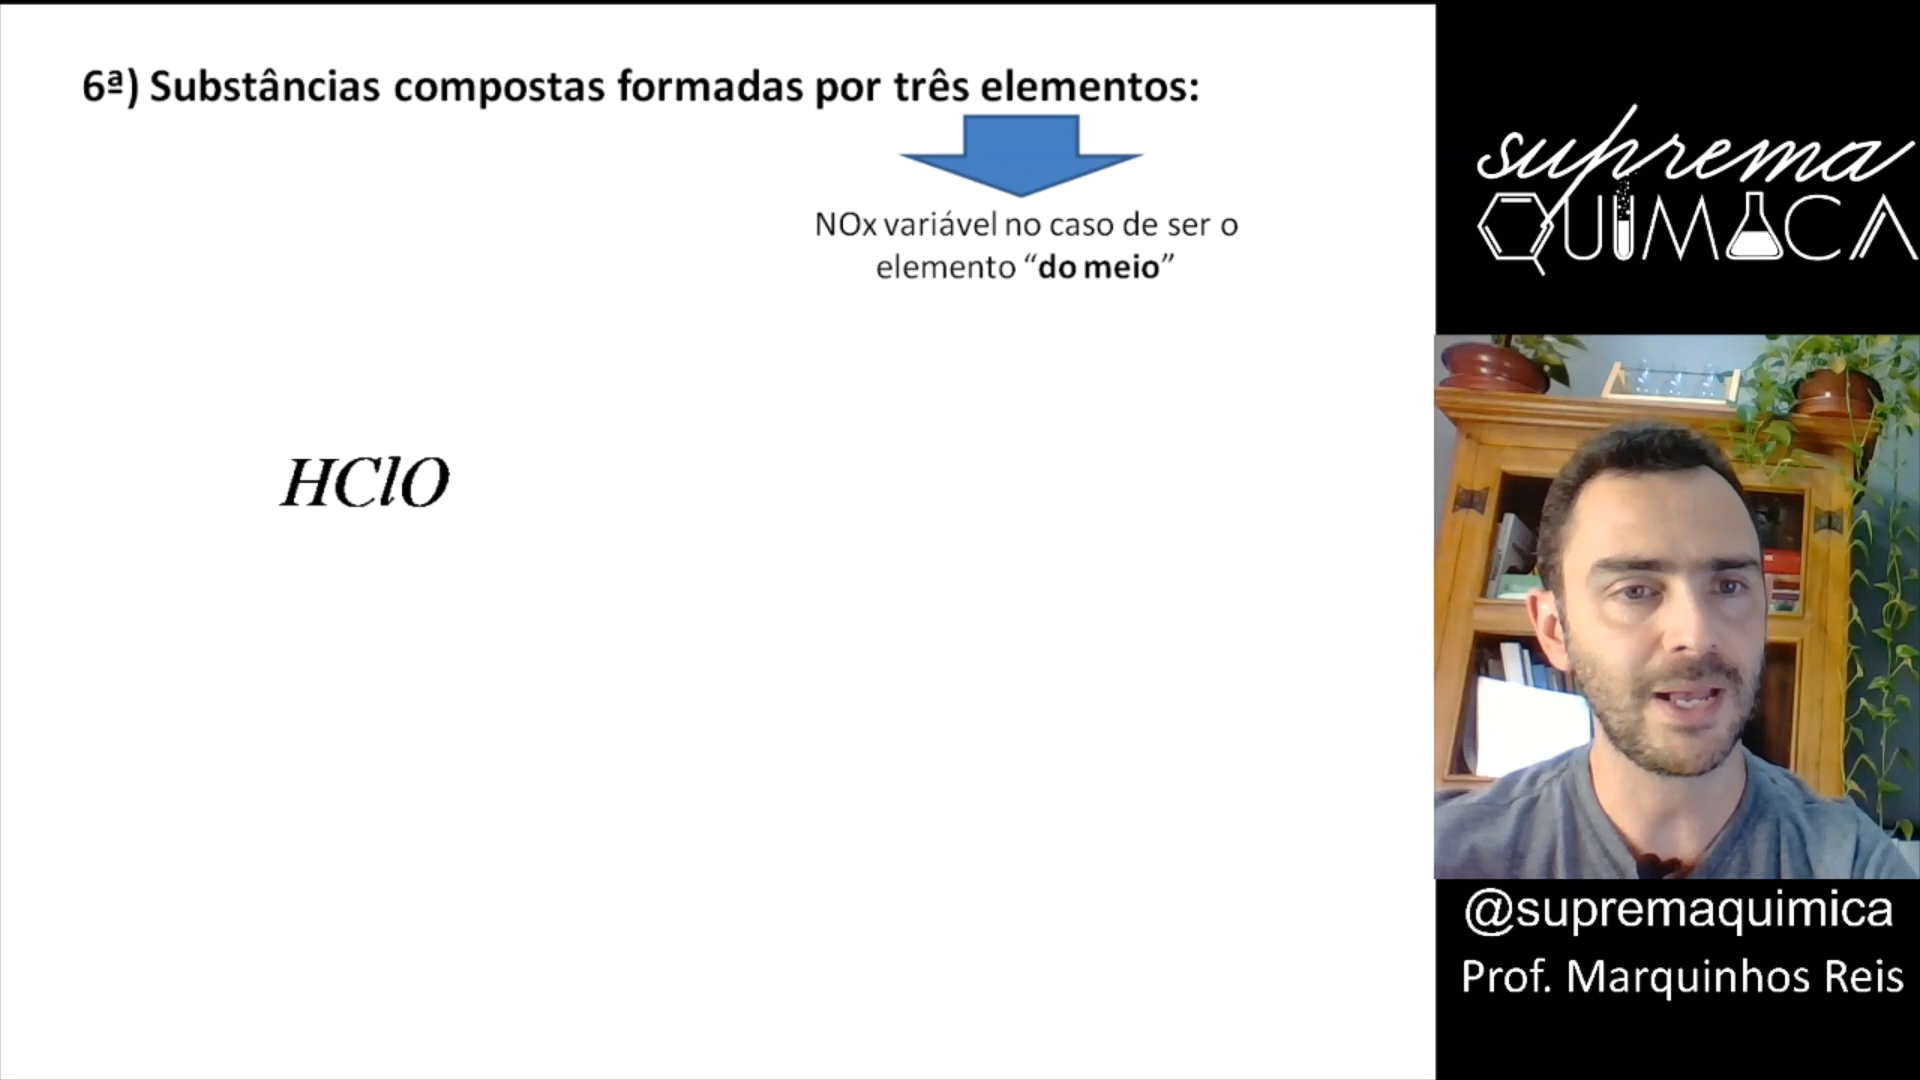 6ª) Substâncias compostas formadas por três elementos:
NOx variável no caso de ser o
elemento “do meio”
HClO
suprema
QUIMICA
@supremaquimica
Prof. Marquinhos Reis